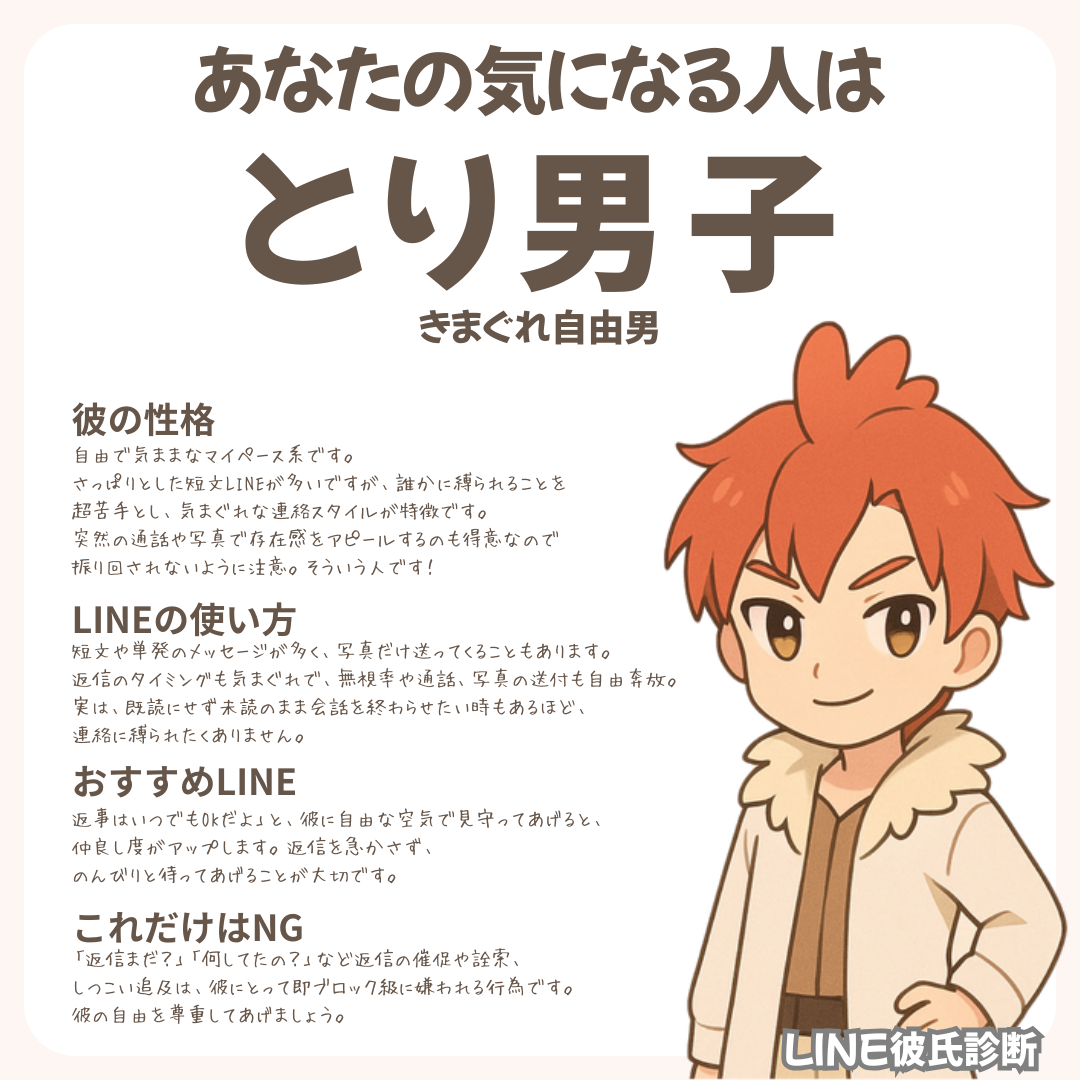 あなたの気になる人は
とり男子
きまぐれ自由男
彼の性格
自由で気ままなマイペース系です。
さっぱりとした短文LINEが多いですが、誰かに縛られることを
超苦手とし、気まぐれな連絡スタイルが特徴です。
突然の通話や写真で存在感をアピールするのも得意なので
振り回されないように注意。そういう人です！
LINEの使い方
短文や単発のメッセージが多く、写真だけ送ってくることもあります。
返信のタイミングも気まぐれで、無視率や通話、写真の送付も自由奔放。
実は、既読にせず未読のまま会話を終わらせたい時もあるほど、
連絡に縛られたくありません。
おすすめLINE
返事はいつでもOKだよ」と、彼に自由な空気で見守ってあげると、
仲良し度がアップします。返信を急かさず、
のんびりと待ってあげることが大切です。
これだけはNG
「返信まだ？」「何してたの？」など返信の催促や詮索、
しつこい追及は、彼にとって即ブロック級に嫌われる行為です。
彼の自由を尊重してあげましょう。
LINE彼氏診断